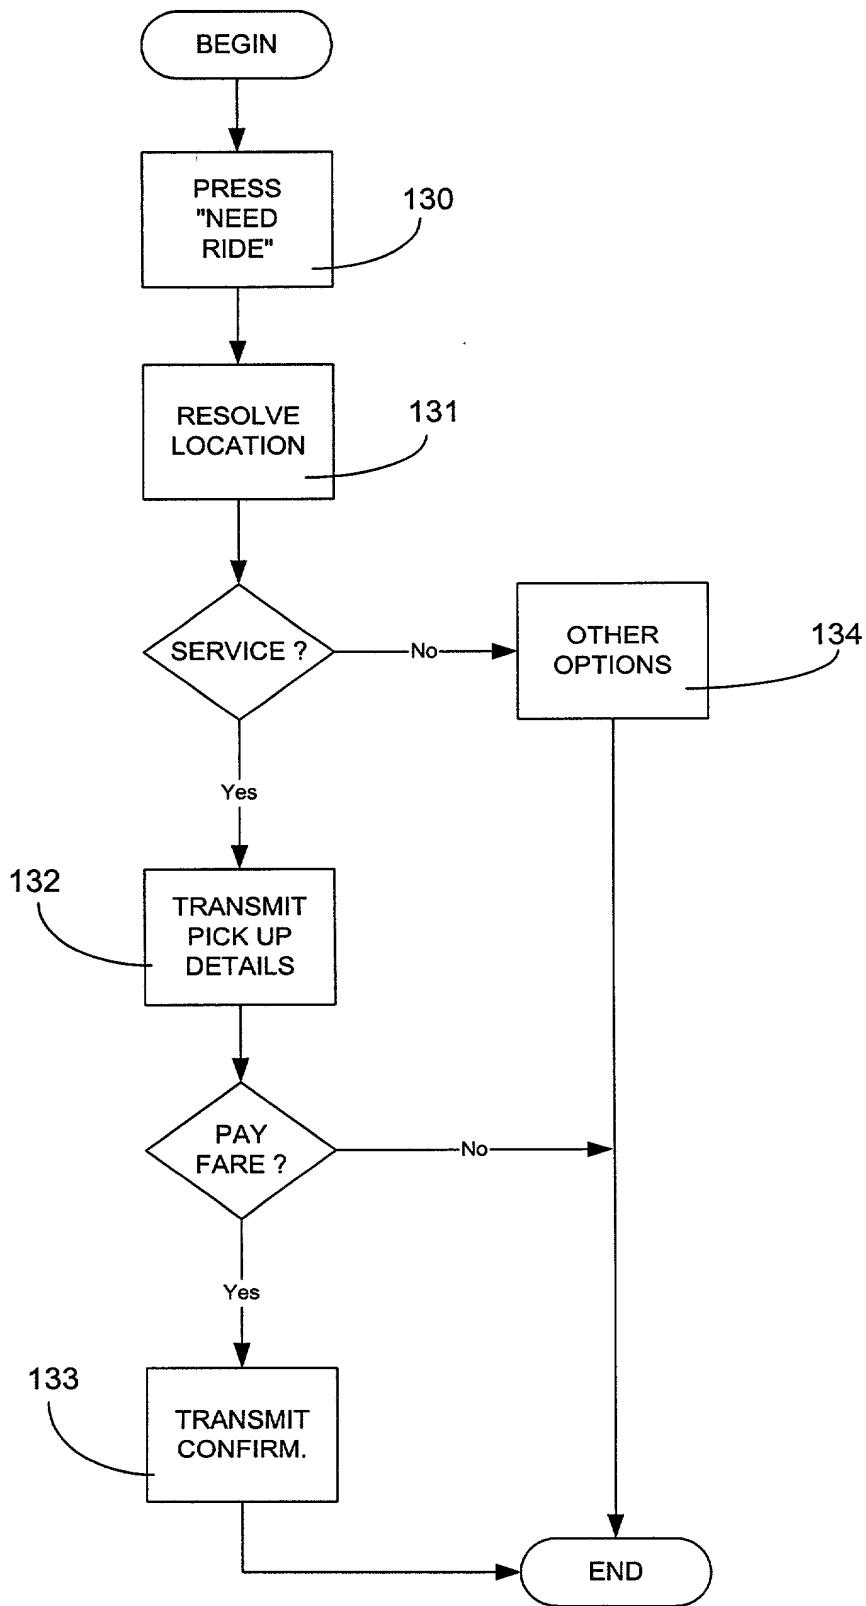 BEGIN
PRESS
"NEED
RIDE"
130
RESOLVE
LOCATION
131
SERVICE ?
No
OTHER
OPTIONS
134
Yes
132
TRANSMIT
PICK UP
DETAILS
PAY
FARE ?
No
Yes
133
TRANSMIT
CONFIRM.
END